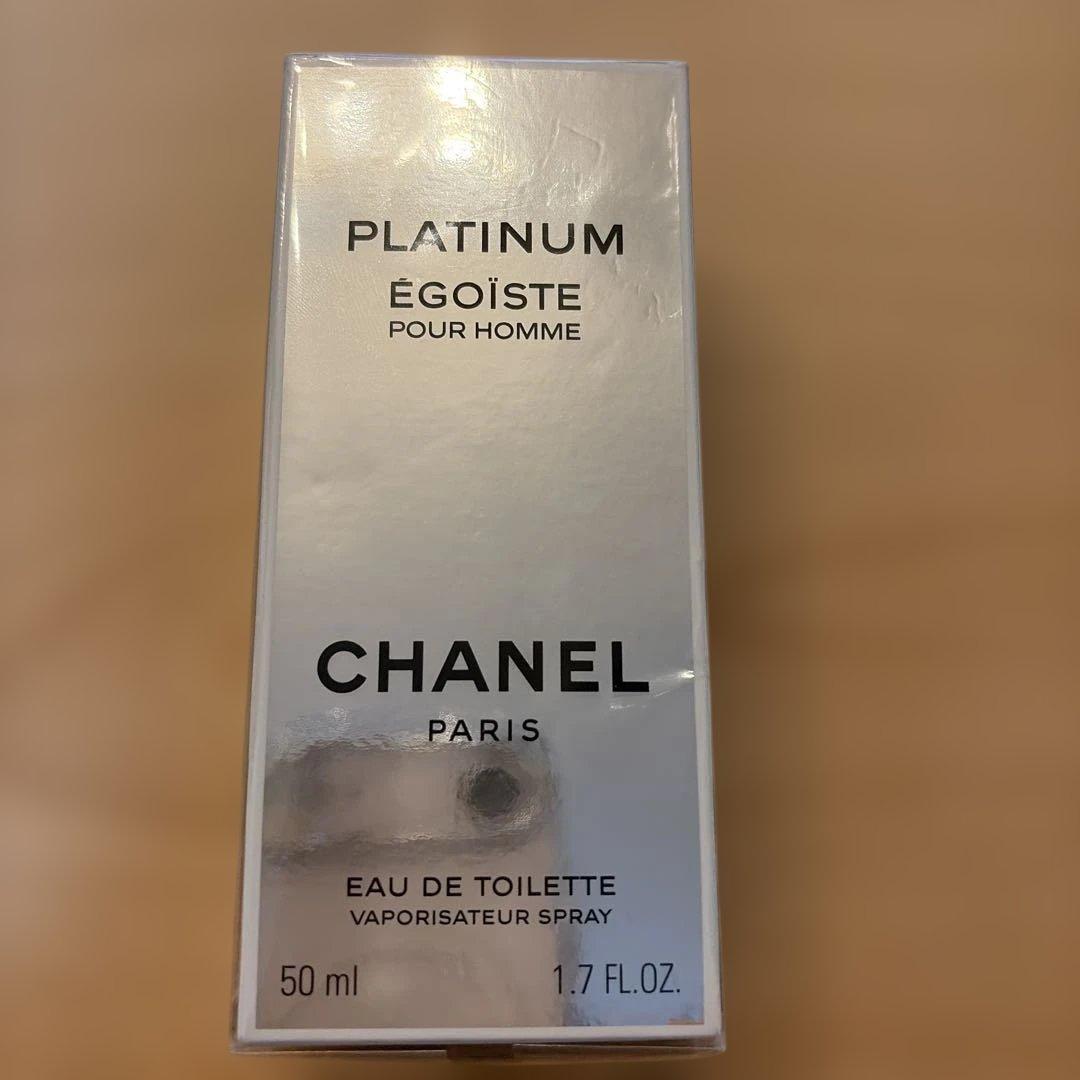 PLATINUM
ÉGOÏSTE
POUR HOMME
CHANEL
PARIS
EAU DE TOILETTE
VAPORISATEUR SPRAY
50 ml 1.7 FL.OZ.